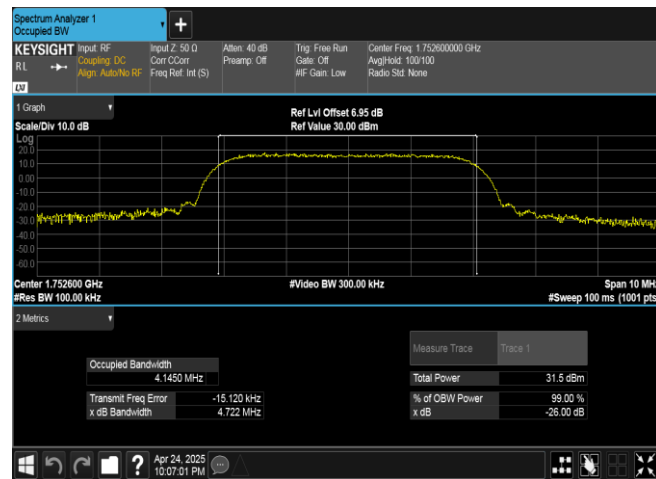 Spectrum Analyzer 1
Occupied BW
+
KEYSIGHT Input: RF Input Z: 50 Ω Atten: 40 dB Trig: Free Run Center Freq: 1.752600000 GHz
RL Coupling: DC Corr CCorr Preamp: Off Gate: Off Avg|Hold: 100/100
Align: Auto/No RF Freq Ref: Int (S) #IF Gain: Low Radio Std: None
LXI
1 Graph
Ref Lvl Offset 6.95 dB
Scale/Div 10.0 dB Ref Value 30.00 dBm
Log
20.0
10.0
0.00
-10.0
-20.0
-30.0
-40.0
-50.0
-60.0
Center 1.752600 GHz #Video BW 300.00 kHz Span 10 MHz
#Res BW 100.00 kHz #Sweep 100 ms (1001 pts
2 Metrics
Measure Trace Trace 1
Occupied Bandwidth
4.1450 MHz Total Power 31.5 dBm
Transmit Freq Error -15.120 kHz % of OBW Power 99.00 %
x dB Bandwidth 4.722 MHz x dB -26.00 dB
? Apr 24, 2025
10:07:01 PM